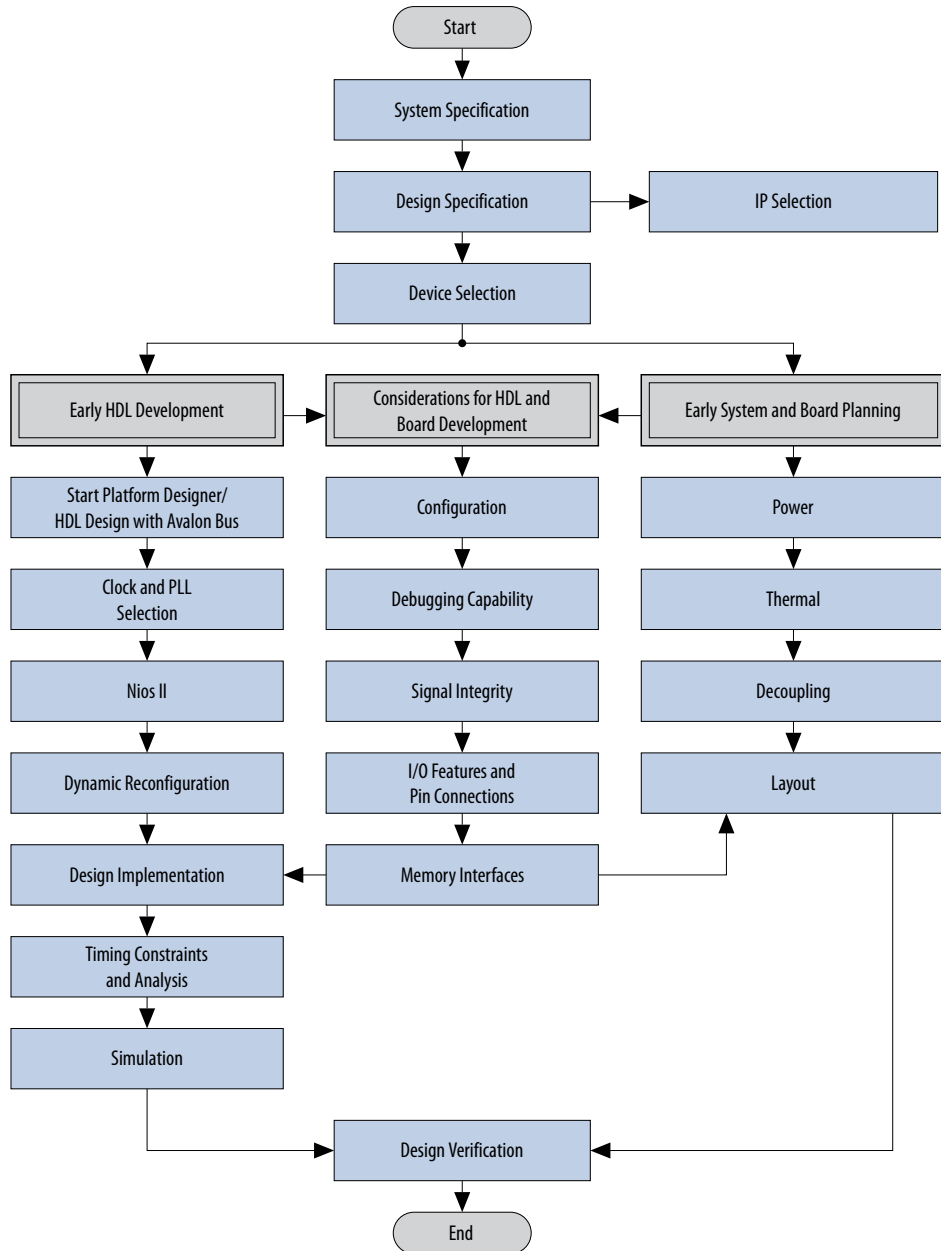 Start
System Specification
Design Specification
IP Selection
Device Selection
Early HDL Development
Considerations for HDL and
Board Development
Early System and Board Planning
Start Platform Designer/
HDL Design with Avalon Bus
Configuration
Power
Clock and PLL
Selection
Debugging Capability
Thermal
Nios II
Signal Integrity
Decoupling
Dynamic Reconfiguration
I/O Features and
Pin Connections
Layout
Design Implementation
Memory Interfaces
Timing Constraints
and Analysis
Simulation
Design Verification
End